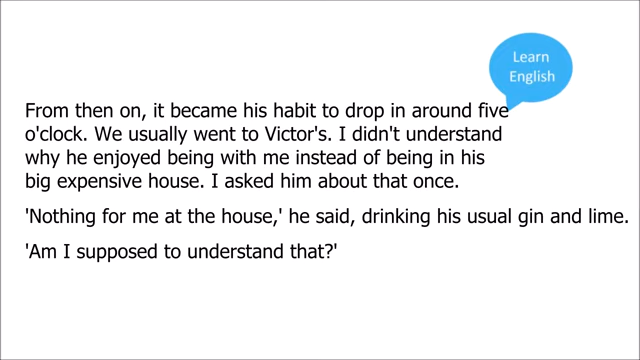 Learn
English
From then on, it became his habit to drop in around five
o'clock. We usually went to Victor's. I didn't understand
why he enjoyed being with me instead of being in his
big expensive house. I asked him about that once.
'Nothing for me at the house,' he said, drinking his usual gin and lime.
'Am I supposed to understand that?'